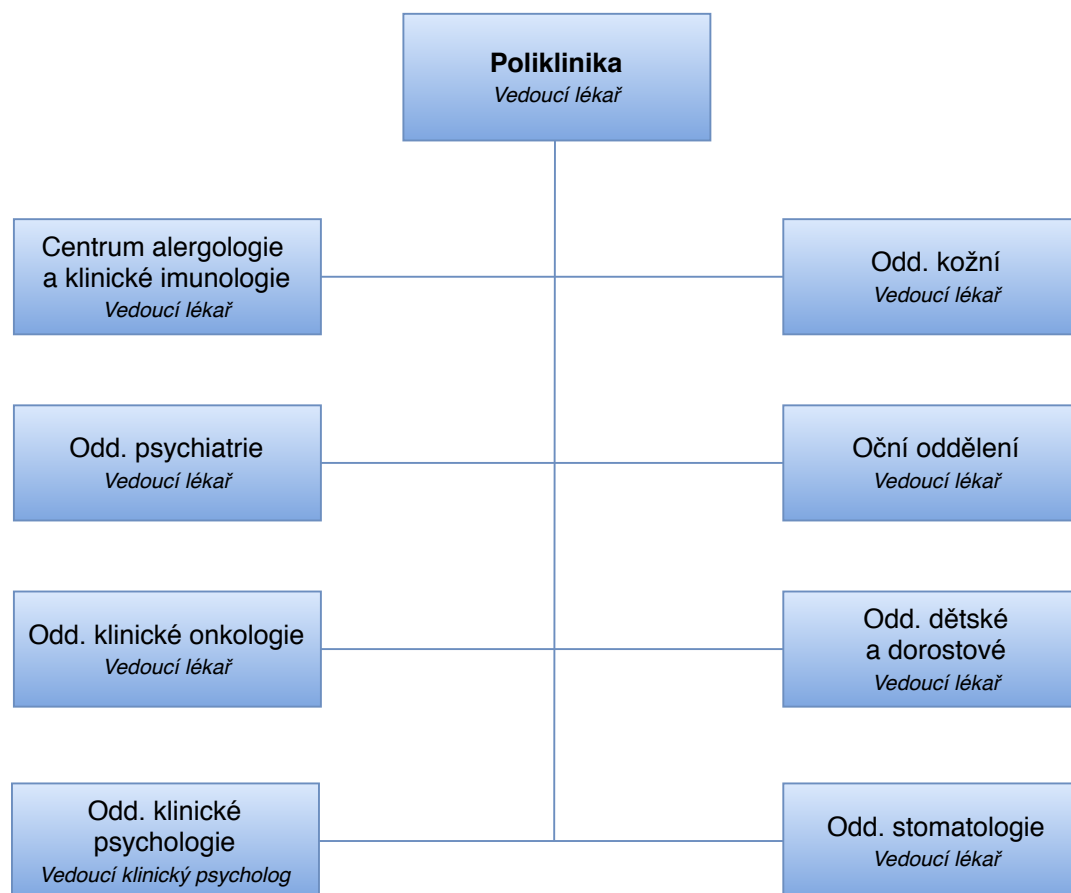 Poliklinika
Vedoucí lékař
Centrum alergologie
a klinické imunologie
Vedoucí lékař
Odd. kožní
Vedoucí lékař
Odd. psychiatrie
Vedoucí lékař
Oční oddělení
Vedoucí lékař
Odd. klinické onkologie
Vedoucí lékař
Odd. dětské
a dorostové
Vedoucí lékař
Odd. klinické
psychologie
Vedoucí klinický psycholog
Odd. stomatologie
Vedoucí lékař